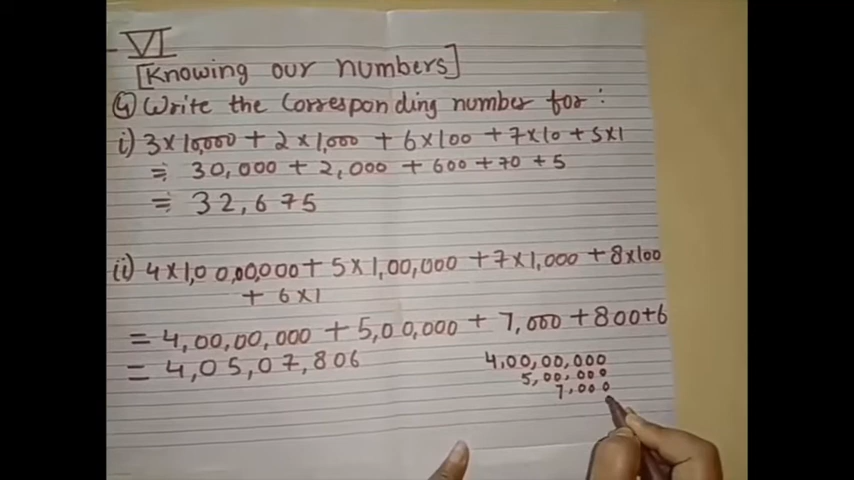 VI
[Knowing our numbers]
④ Write the Corresponding number for :
i) 3×10,000 + 2×1,000 + 6×100 + 7×10 + 5×1
= 30,000 + 2,000 + 600 + 70 + 5
= 32,675
ii) 4×1,00,00,000 + 5×1,00,000 + 7×1,000 + 8×100
+ 6×1
= 4,00,00,000 + 5,00,000 + 7,000 + 800+6
= 4,05,07,806
4,00,00,000
5,00,000
7,000